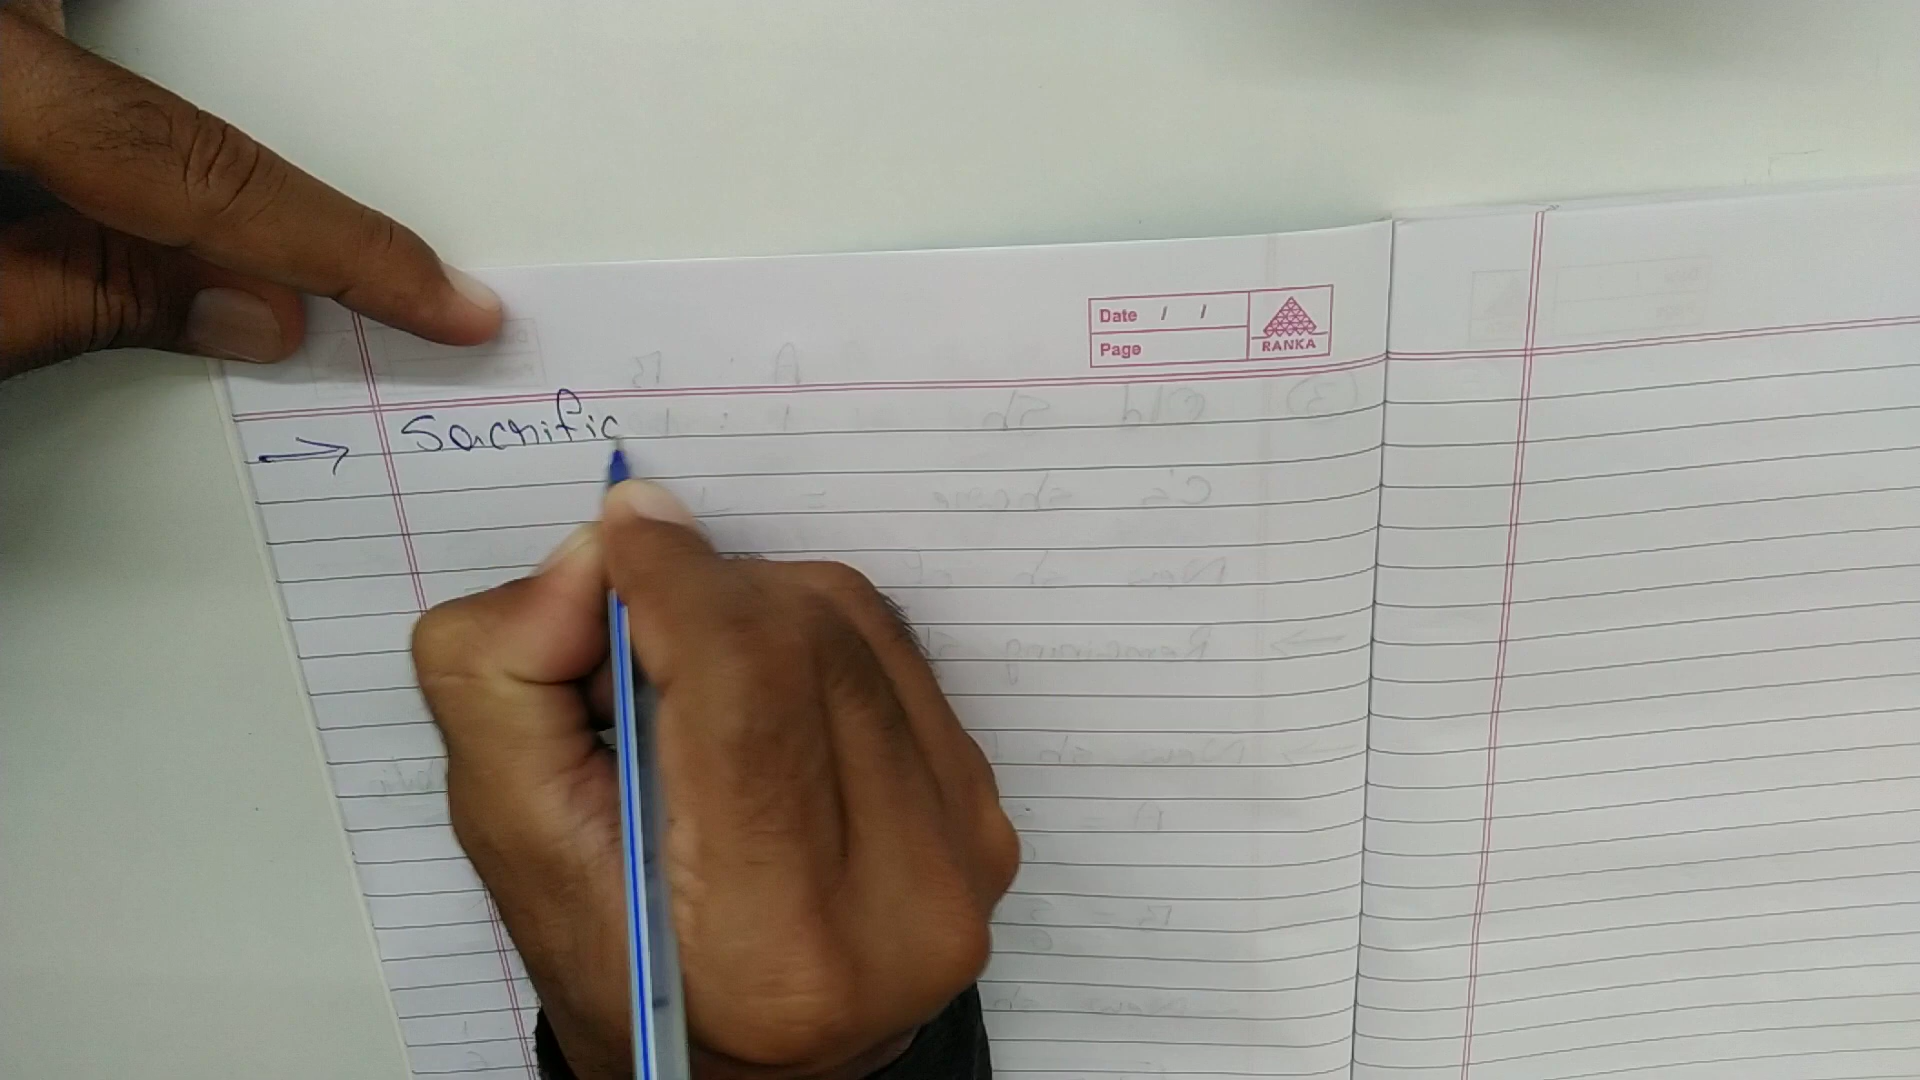 Date / /
Page
RANKA
→ Sacrific